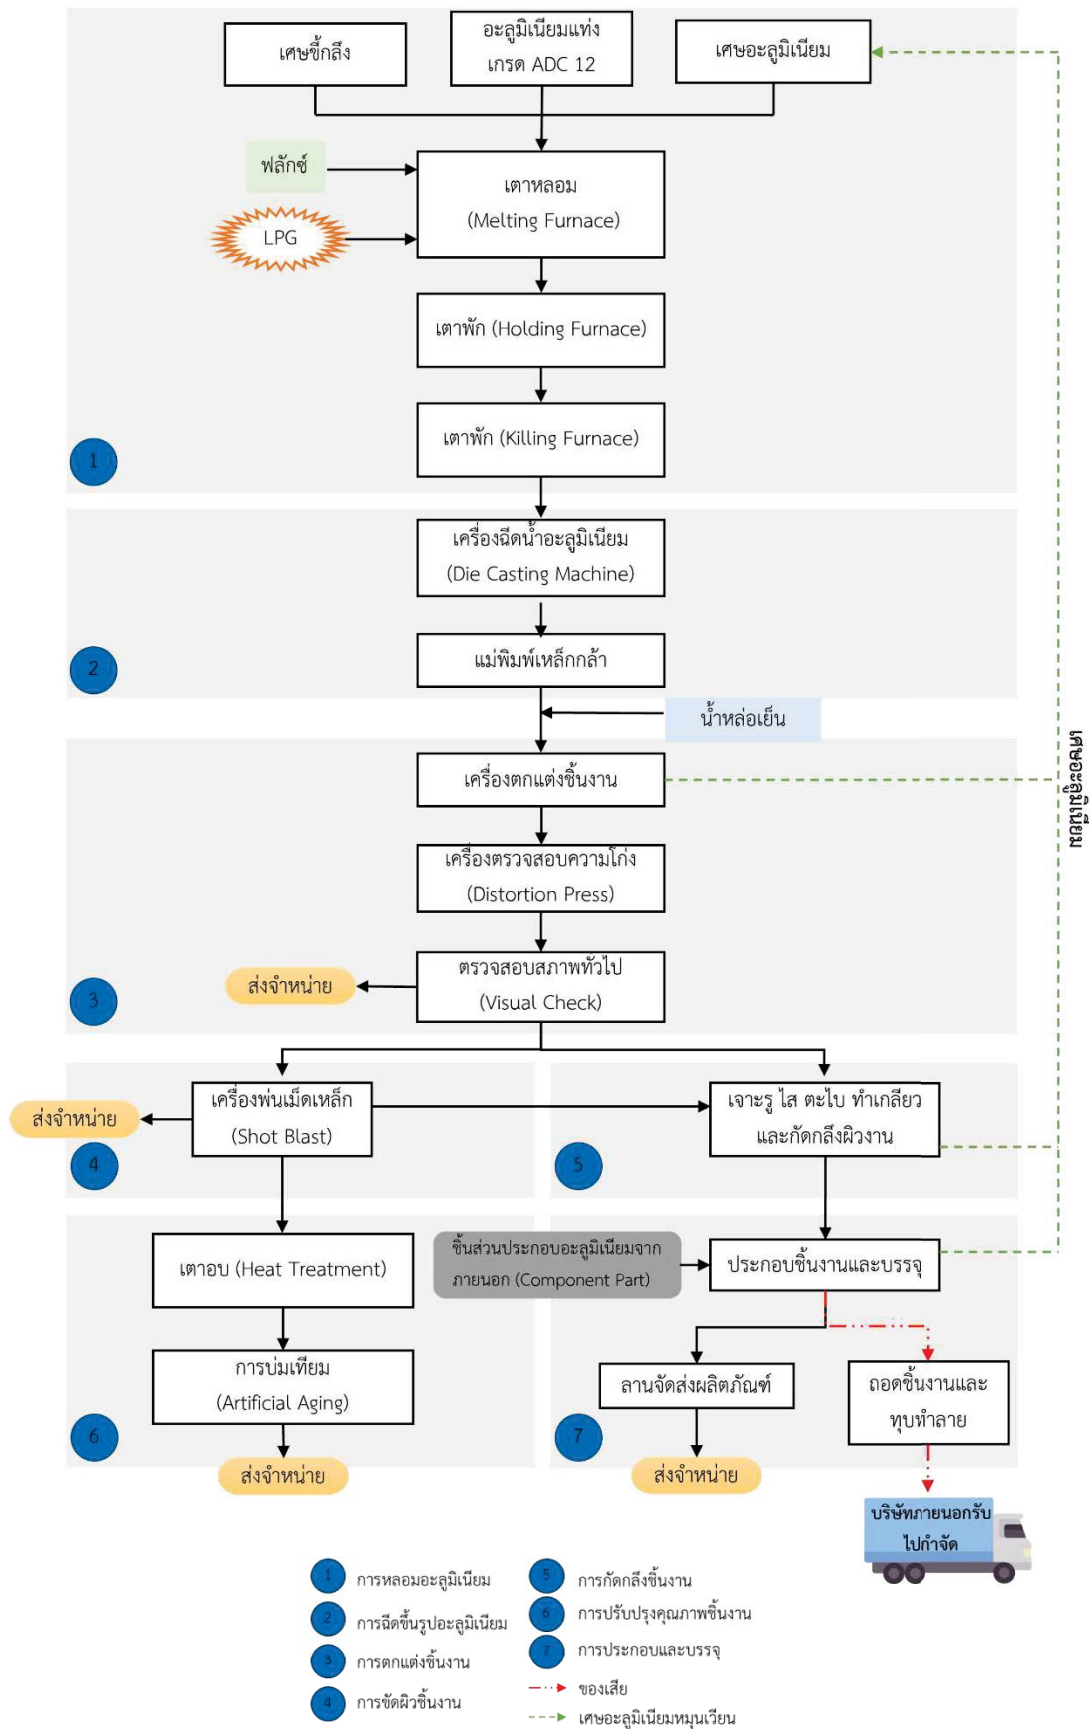 เศษขี้กลึง
อะลูมิเนียมแท่ง
เกรด ADC 12
เศษอะลูมิเนียม
ฟลักซ์
LPG
เตาหลอม
(Melting Furnace)
เตาพัก (Holding Furnace)
เตาพัก (Killing Furnace)
1
เครื่องฉีดน้ำอะลูมิเนียม
(Die Casting Machine)
แม่พิมพ์เหล็กกล้า
2
น้ำหล่อเย็น
เศษอะลูมิเนียม
เครื่องตกแต่งชิ้นงาน
เครื่องตรวจสอบความโก่ง
(Distortion Press)
ตรวจสอบสภาพทั่วไป
(Visual Check)
ส่งจำหน่าย
3
เครื่องพ่นเม็ดเหล็ก
(Shot Blast)
ส่งจำหน่าย
4
เจาะรู ไส ตะไบ ทำเกลียว
และกัดกลึงผิวงาน
5
เตาอบ (Heat Treatment)
การบ่มเทียม
(Artificial Aging)
6
ส่งจำหน่าย
ชิ้นส่วนประกอบอะลูมิเนียมจาก
ภายนอก (Component Part)
ประกอบชิ้นงานและบรรจุ
ลานจัดส่งผลิตภัณฑ์
ถอดชิ้นงานและ
ทุบทำลาย
7
ส่งจำหน่าย
บริษัทภายนอกรับ
ไปกำจัด
1 การหลอมอะลูมิเนียม
2 การฉีดขึ้นรูปอะลูมิเนียม
3 การตกแต่งชิ้นงาน
4 การขัดผิวชิ้นงาน
5 การกัดกลึงชิ้นงาน
6 การปรับปรุงคุณภาพชิ้นงาน
7 การประกอบและบรรจุ
ของเสีย
เศษอะลูมิเนียมหมุนเวียน